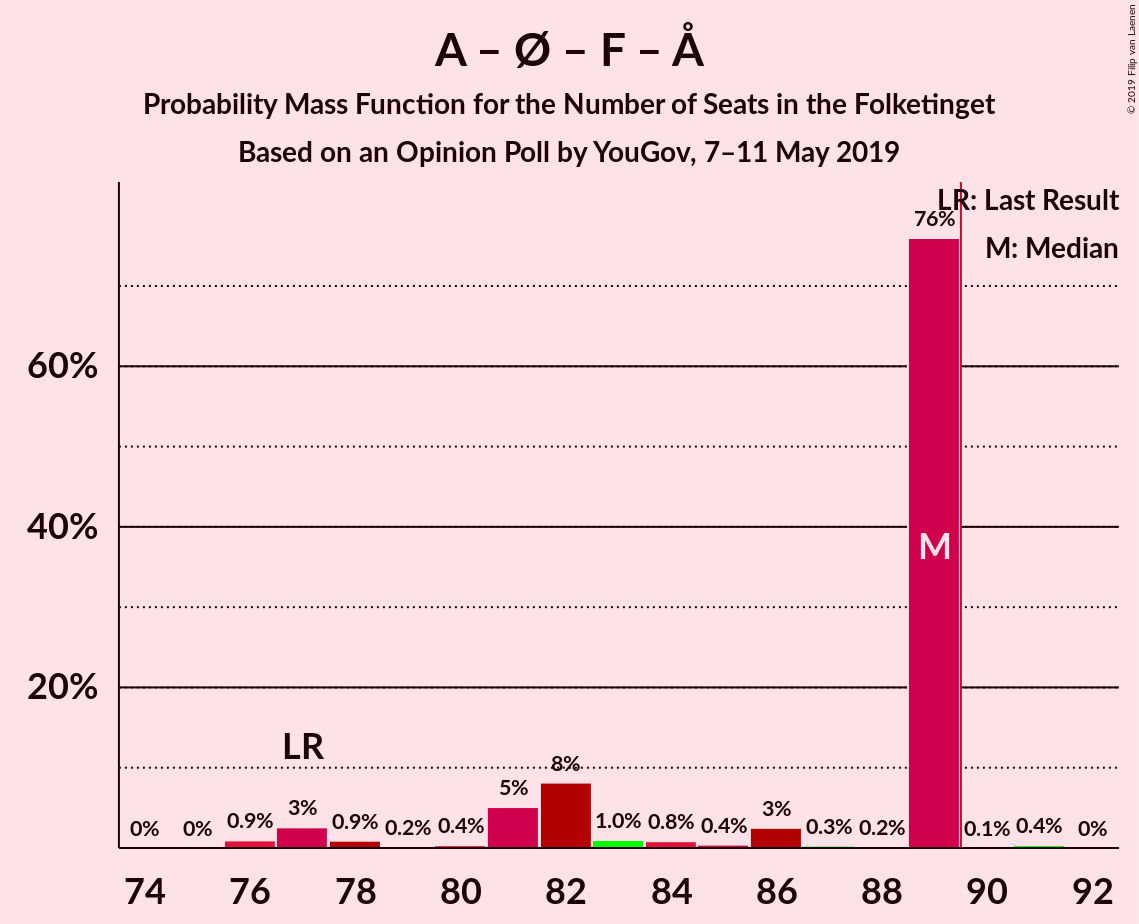 A – Ø – F – Å
Probability Mass Function for the Number of Seats in the Folketinget
Based on an Opinion Poll by YouGov, 7–11 May 2019
© 2019 Filip van Laenen
LR: Last Result
M: Median
60%
40%
20%
LR
M
0%
0%
0.9%
3%
0.9%
0.2%
0.4%
5%
8%
1.0%
0.8%
0.4%
3%
0.3%
0.2%
76%
0.1%
0.4%
0%
74 76 78 80 82 84 86 88 90 92